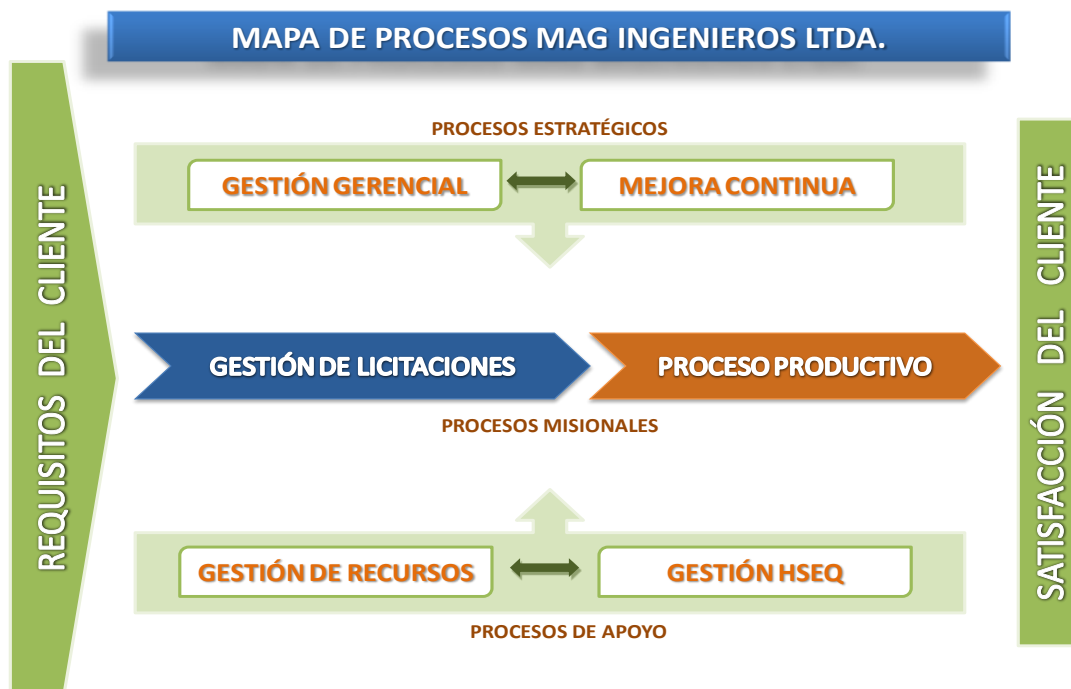 MAPA DE PROCESOS MAG INGENIEROS LTDA.
REQUISITOS DEL CLIENTE
PROCESOS ESTRATÉGICOS
GESTIÓN GERENCIAL
MEJORA CONTINUA
GESTIÓN DE LICITACIONES
PROCESO PRODUCTIVO
PROCESOS MISIONALES
GESTIÓN DE RECURSOS
GESTIÓN HSEQ
PROCESOS DE APOYO
SATISFACCIÓN DEL CLIENTE